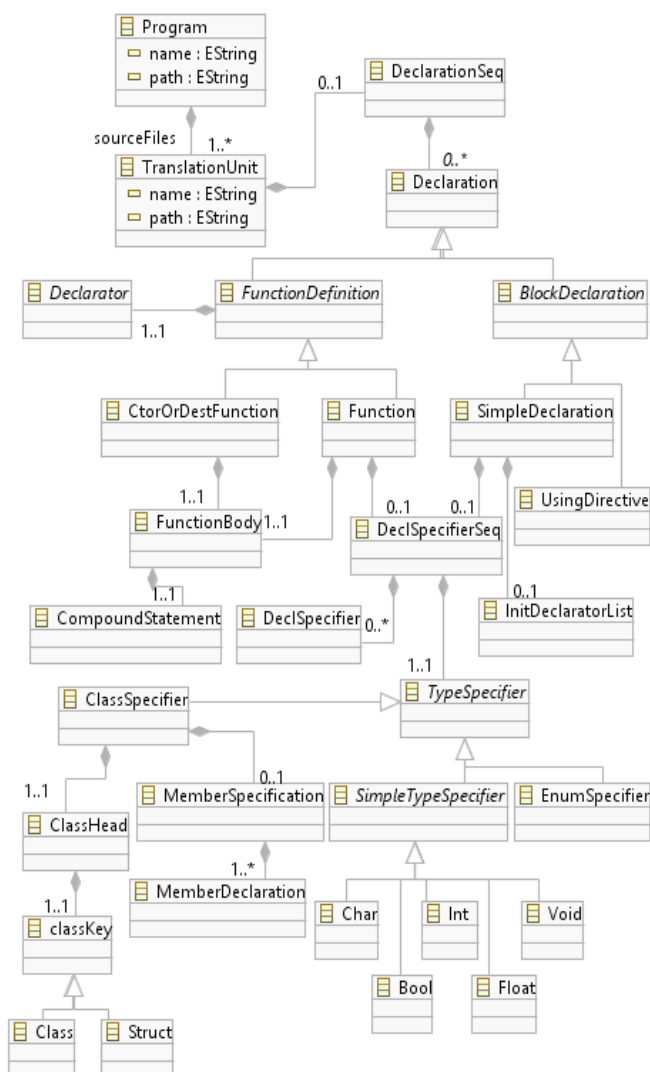 Program
name : EString
path : EString
DeclarationSeq
0..1
sourceFiles
1..*
TranslationUnit
name : EString
path : EString
0..*
Declaration
Declarator
FunctionDefinition
BlockDeclaration
1..1
CtorOrDestFunction
Function
SimpleDeclaration
1..1
FunctionBody
1..1
0..1
0..1
DeclSpecifierSeq
UsingDirective
1..1
CompoundStatement
DeclSpecifier
0..*
0..1
InitDeclaratorList
1..1
ClassSpecifier
TypeSpecifier
1..1
0..1
ClassHead
MemberSpecification
SimpleTypeSpecifier
EnumSpecifier
1..*
MemberDeclaration
1..1
classKey
Char
Int
Void
Bool
Float
Class
Struct